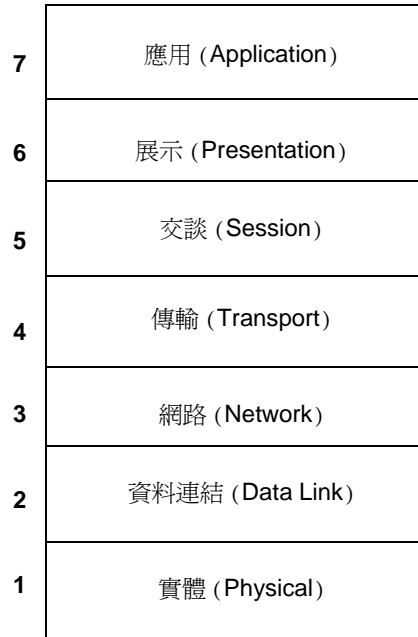 7 應用 (Application)
6 展示 (Presentation)
5 交談 (Session)
4 傳輸 (Transport)
3 網路 (Network)
2 資料連結 (Data Link)
1 實體 (Physical)